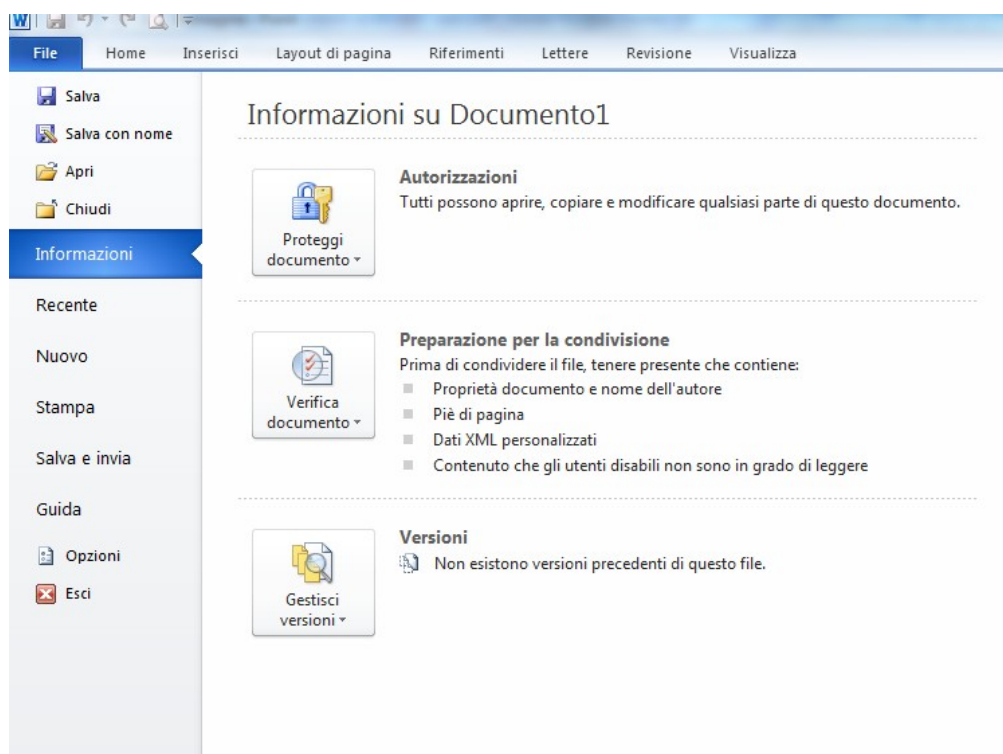 File Home Inserisci Layout di pagina Riferimenti Lettere Revisione Visualizza
Salva
Salva con nome
Apri
Chiudi
Informazioni
Recente
Nuovo
Stampa
Salva e invia
Guida
Opzioni
Esci
Informazioni su Documento1
Proteggi
documento
Autorizzazioni
Tutti possono aprire, copiare e modificare qualsiasi parte di questo documento.
Verifica
documento
Preparazione per la condivisione
Prima di condividere il file, tenere presente che contiene:
Proprietà documento e nome dell'autore
Piè di pagina
Dati XML personalizzati
Contenuto che gli utenti disabili non sono in grado di leggere
Gestisci
versioni
Versioni
Non esistono versioni precedenti di questo file.